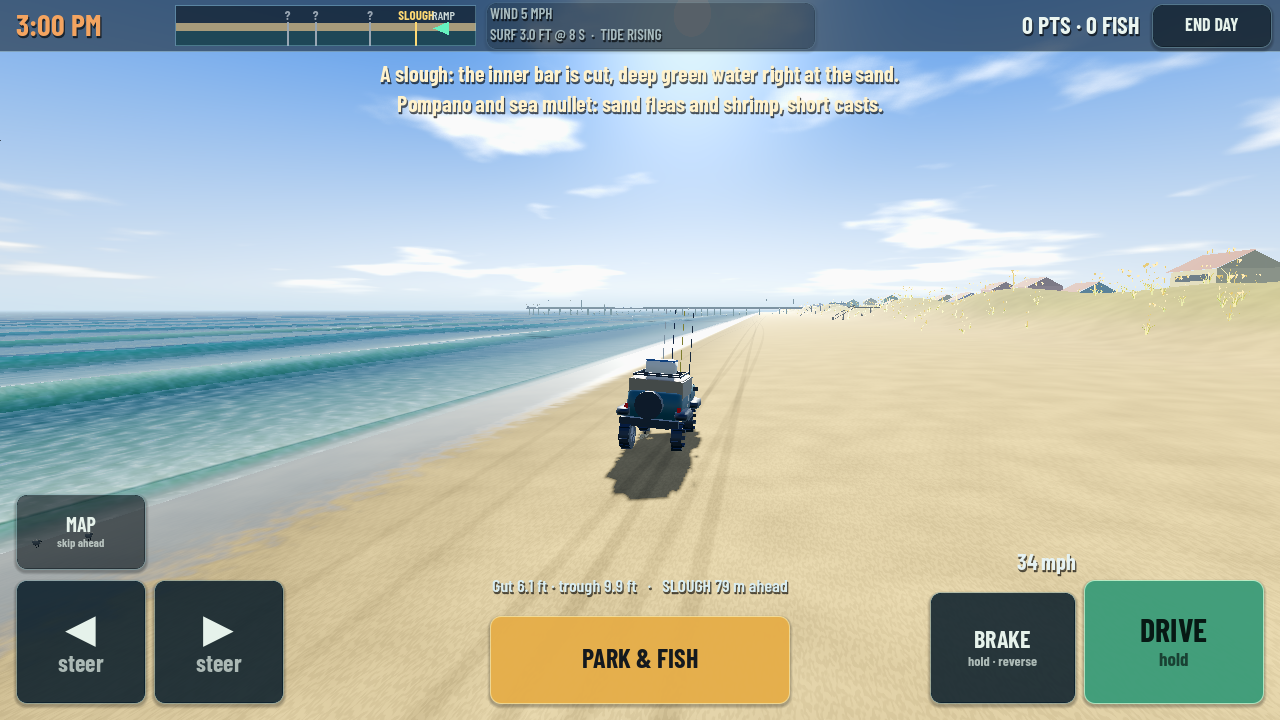 3:00 PM
?
?
?
SLOUGH
RAMP
WIND 5 MPH
SURF 3.0 FT @ 8 S · TIDE RISING
0 PTS · 0 FISH
END DAY
A slough: the inner bar is cut, deep green water right at the sand.
Pompano and sea mullet: sand fleas and shrimp, short casts.
MAP
skip ahead
steer
steer
Gut 6.1 ft · trough 9.9 ft · SLOUGH 79 m ahead
PARK & FISH
34 mph
BRAKE
hold · reverse
DRIVE
hold